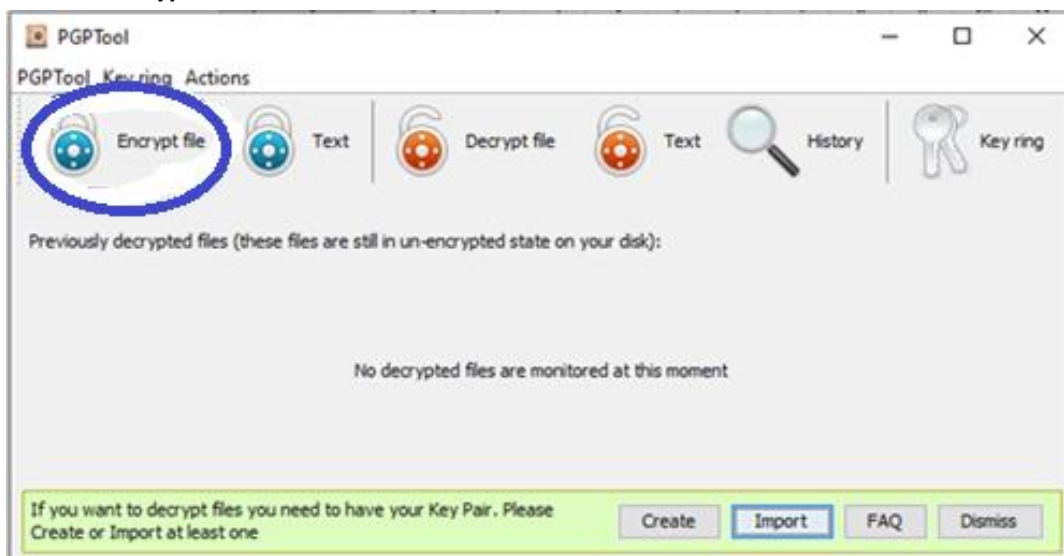 PGPTool
PGPTool Key ring Actions
Encrypt file Text Decrypt file Text History Key ring
Previously decrypted files (these files are still in un-encrypted state on your disk):
No decrypted files are monitored at this moment
If you want to decrypt files you need to have your Key Pair. Please
Create or Import at least one
Create Import FAQ Dismiss